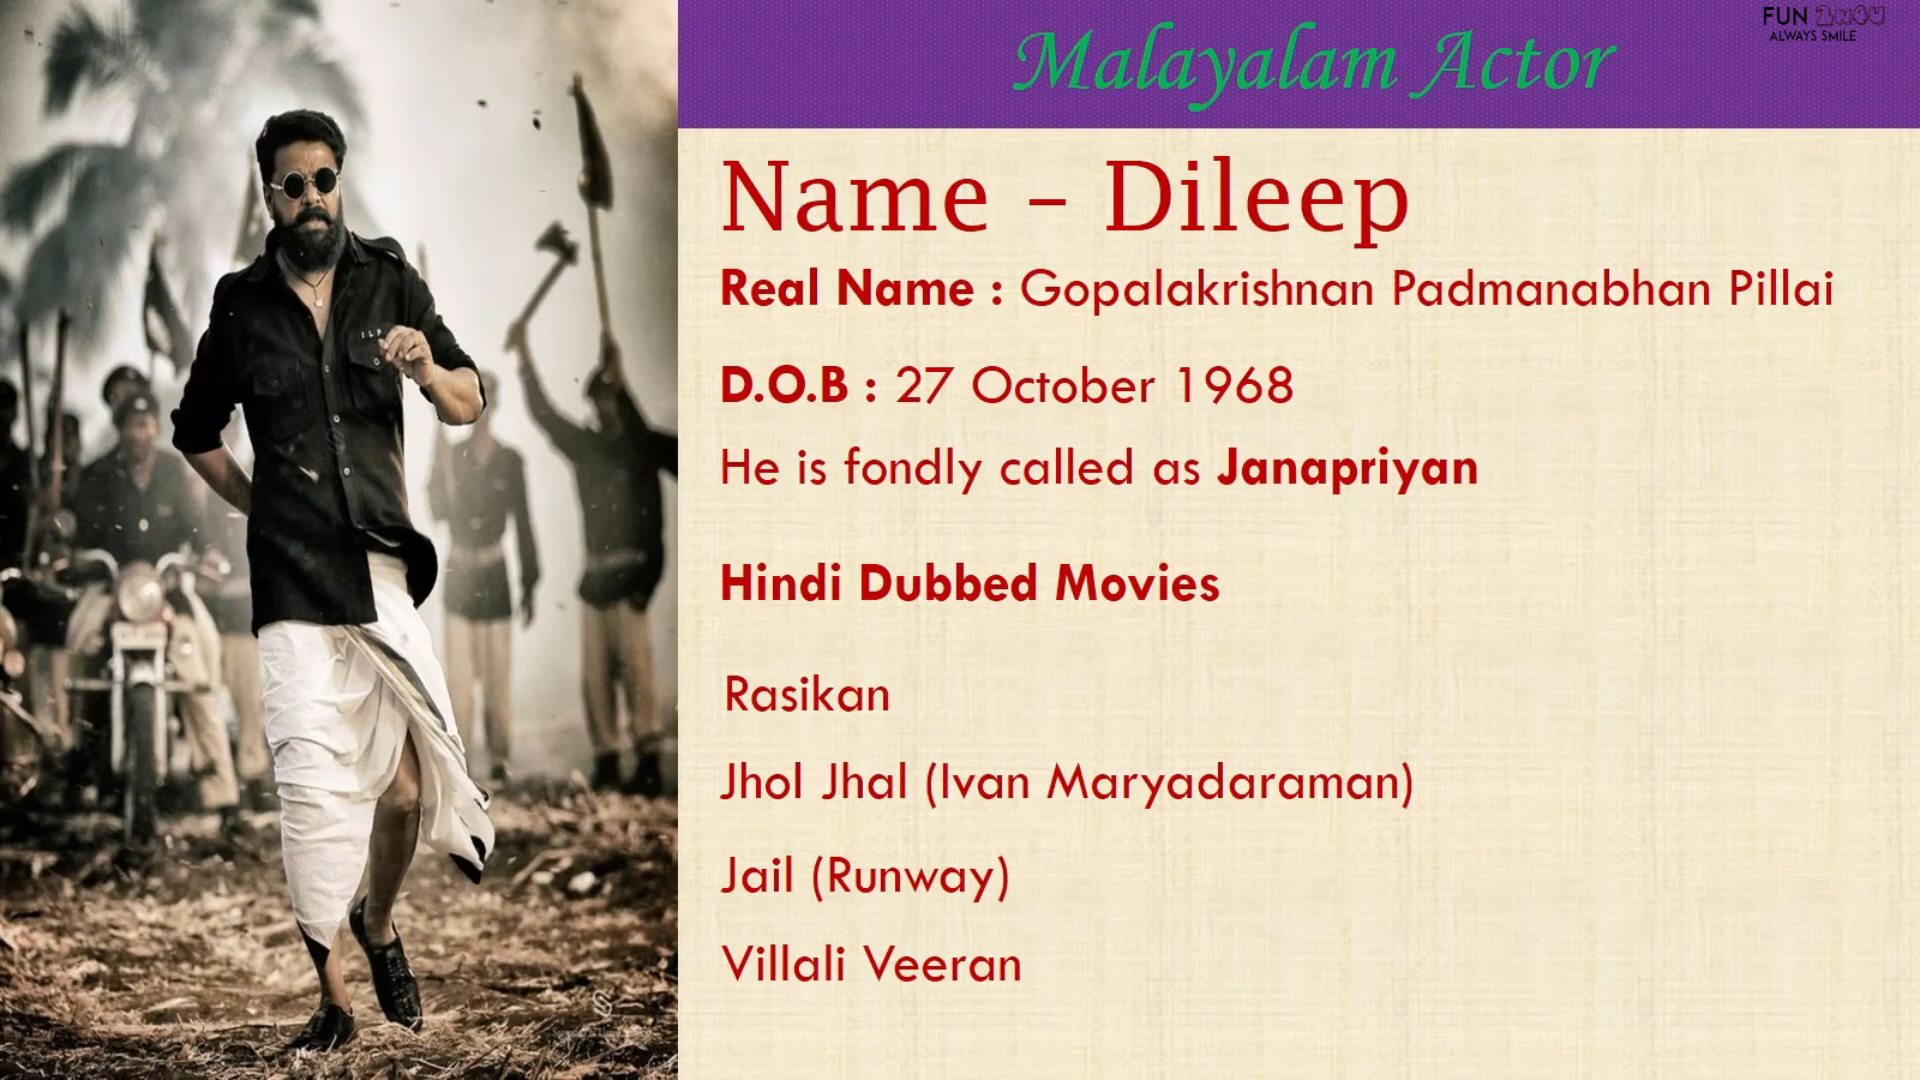 FUN 2n4U
ALWAYS SMILE
Malayalam Actor
Name – Dileep
Real Name : Gopalakrishnan Padmanabhan Pillai
D.O.B : 27 October 1968
He is fondly called as Janapriyan
Hindi Dubbed Movies
Rasikan
Jhol Jhal (Ivan Maryadaraman)
Jail (Runway)
Villali Veeran